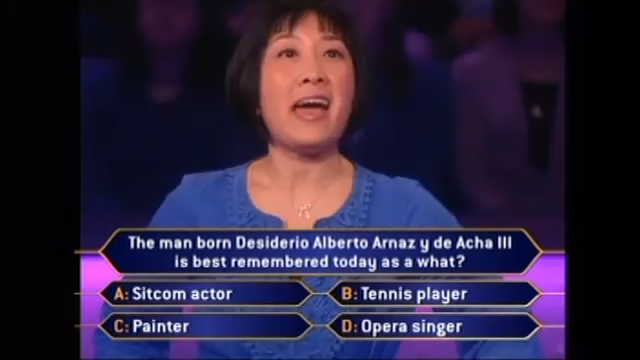 The man born Desiderio Alberto Arnaz y de Acha III
is best remembered today as a what?
A: Sitcom actor
B: Tennis player
C: Painter
D: Opera singer